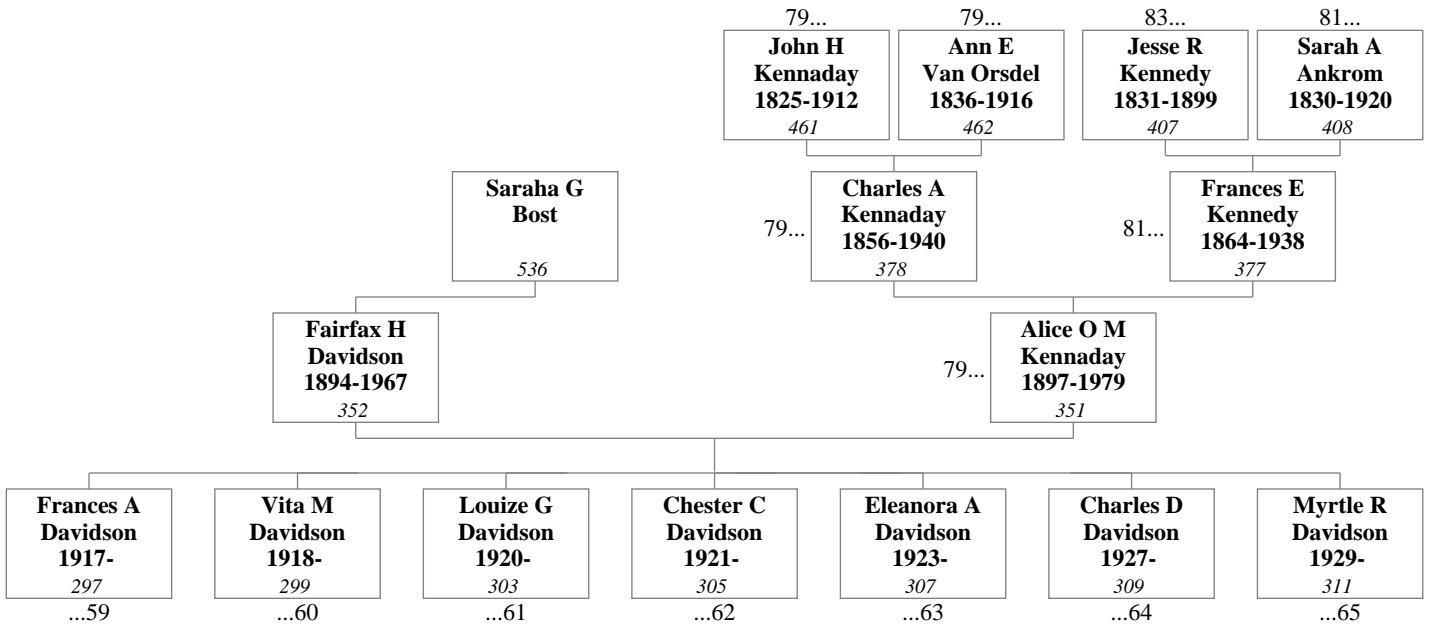 79...
79...
83...
81...
John H
Kennaday
1825-1912
461
Ann E
Van Orsdel
1836-1916
462
Jesse R
Kennedy
1831-1899
407
Sarah A
Ankrom
1830-1920
408
Saraha G
Bost
536
79...
Charles A
Kennaday
1856-1940
378
81...
Frances E
Kennedy
1864-1938
377
Fairfax H
Davidson
1894-1967
352
79...
Alice O M
Kennaday
1897-1979
351
Frances A
Davidson
1917-
297
...59
Vita M
Davidson
1918-
299
...60
Louize G
Davidson
1920-
303
...61
Chester C
Davidson
1921-
305
...62
Eleanora A
Davidson
1923-
307
...63
Charles D
Davidson
1927-
309
...64
Myrtle R
Davidson
1929-
311
...65